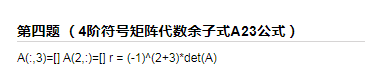 第四题 （4阶符号矩阵代数余子式A23公式）
A(:,3)=[] A(2,:)=[] r = (-1)^(2+3)*det(A)